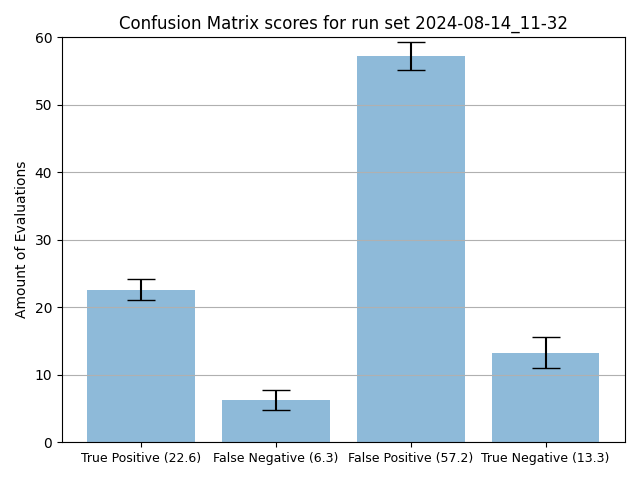 Confusion Matrix scores for run set 2024-08-14_11-32
Amount of Evaluations
60
50
40
30
20
10
0
True Positive (22.6)
False Negative (6.3)
False Positive (57.2)
True Negative (13.3)